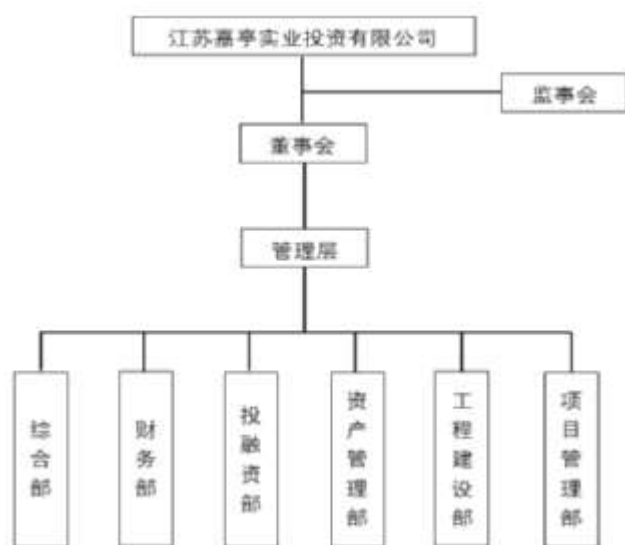 江苏嘉亭实业投资有限公司
监事会
董事会
管理层
综合部
财务部
投融资部
资产管理部
工程建设部
项目管理部